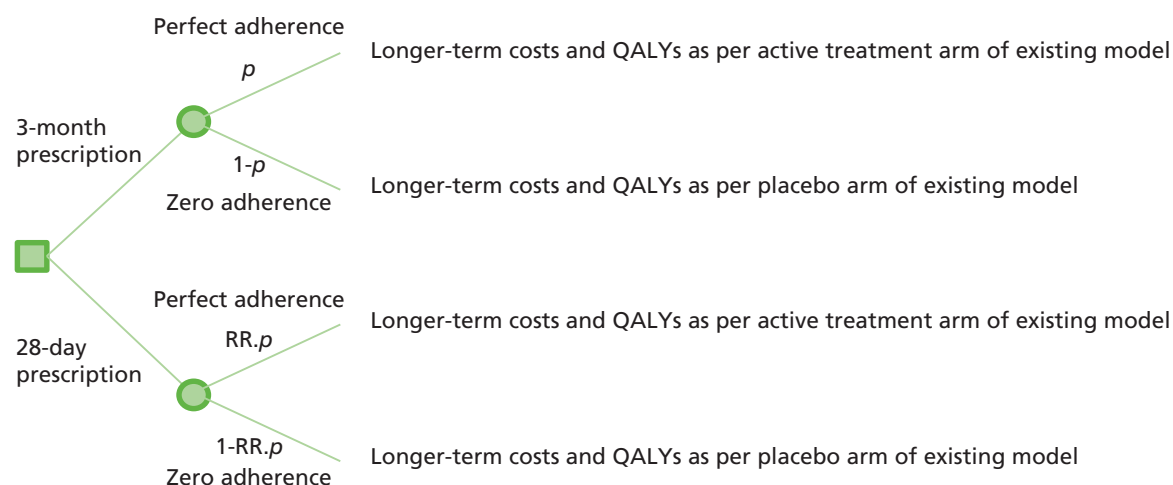 Perfect adherence
p
Longer-term costs and QALYs as per active treatment arm of existing model
3-month
prescription
1-p
Zero adherence
Longer-term costs and QALYs as per placebo arm of existing model
Perfect adherence
RR.p
Longer-term costs and QALYs as per active treatment arm of existing model
28-day
prescription
1-RR.p
Zero adherence
Longer-term costs and QALYs as per placebo arm of existing model